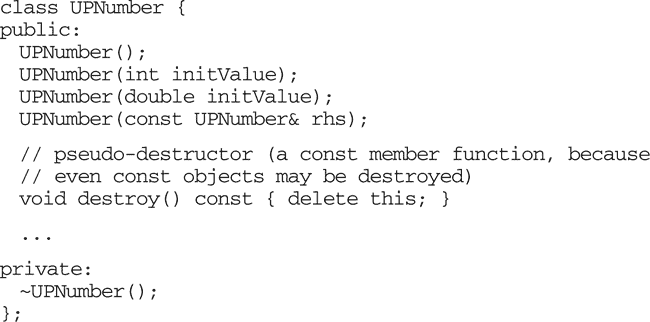 class UPNumber {
public:
  UPNumber();
  UPNumber(int initValue);
  UPNumber(double initValue);
  UPNumber(const UPNumber& rhs);
  // pseudo-destructor (a const member function, because
  // even const objects may be destroyed)
  void destroy() const { delete this; }
  ...
private:
  ~UPNumber();
};